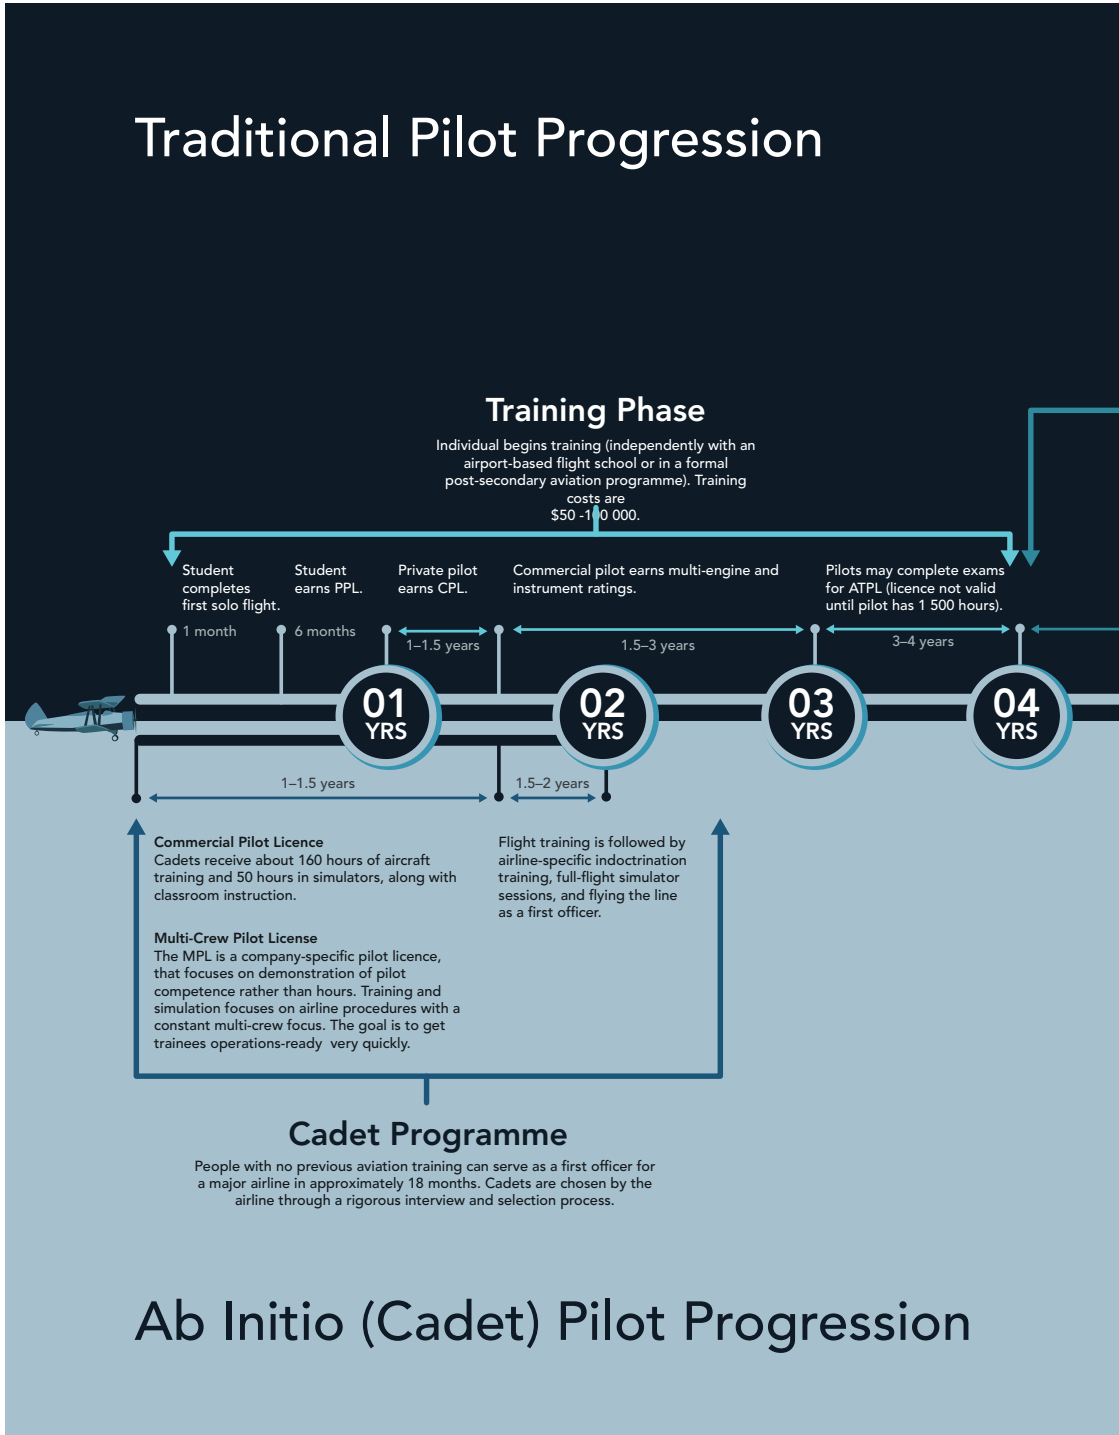 Traditional Pilot Progression
Training Phase
Individual begins training (independently with an
airport-based flight school or in a formal
post-secondary aviation programme). Training
costs are
$50 -100 000.
Student
completes
first solo flight.
1 month
Student
earns PPL.
6 months
Private pilot
earns CPL.
1–1.5 years
Commercial pilot earns multi-engine and
instrument ratings.
1.5–3 years
Pilots may complete exams
for ATPL (licence not valid
until pilot has 1 500 hours).
3–4 years
01
YRS
02
YRS
03
YRS
04
YRS
1–1.5 years
1.5–2 years
Commercial Pilot Licence
Cadets receive about 160 hours of aircraft
training and 50 hours in simulators, along with
classroom instruction.
Multi-Crew Pilot License
The MPL is a company-specific pilot licence,
that focuses on demonstration of pilot
competence rather than hours. Training and
simulation focuses on airline procedures with a
constant multi-crew focus. The goal is to get
trainees operations-ready very quickly.
Flight training is followed by
airline-specific indoctrination
training, full-flight simulator
sessions, and flying the line
as a first officer.
Cadet Programme
People with no previous aviation training can serve as a first officer for
a major airline in approximately 18 months. Cadets are chosen by the
airline through a rigorous interview and selection process.
Ab Initio (Cadet) Pilot Progression